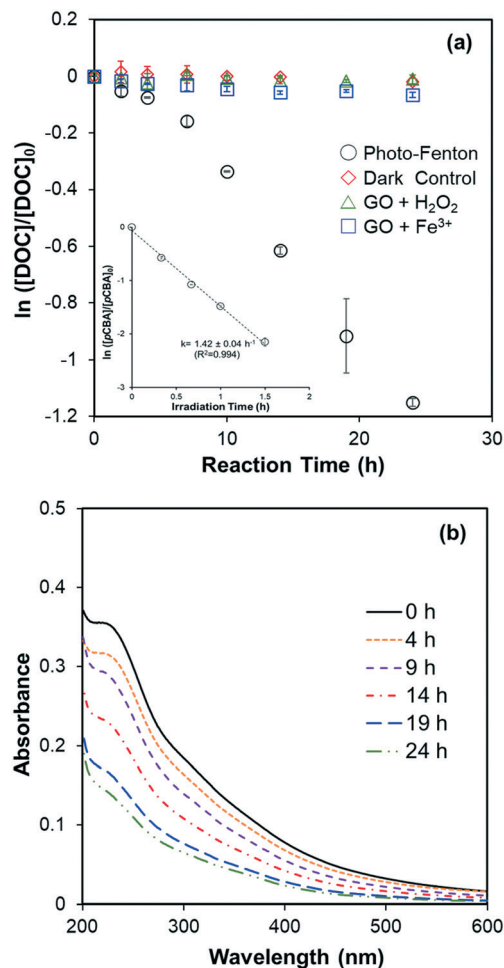 (a)
0.2
0
-0.2
-0.4
-0.6
-0.8
-1
-1.2
ln ([DOC]/[DOC]₀)
Photo-Fenton
Dark Control
GO + H₂O₂
GO + Fe³⁺
0
-1
-2
-3
ln ([pCBA]/[pCBA]₀)
k= 1.42 ± 0.04 h⁻¹
(R²=0.994)
0 0.5 1 1.5 2
Irradiation Time (h)
0 10 20 30
Reaction Time (h)
(b)
0.5
0.4
0.3
0.2
0.1
0
Absorbance
0 h
4 h
9 h
14 h
19 h
24 h
200 300 400 500 600
Wavelength (nm)